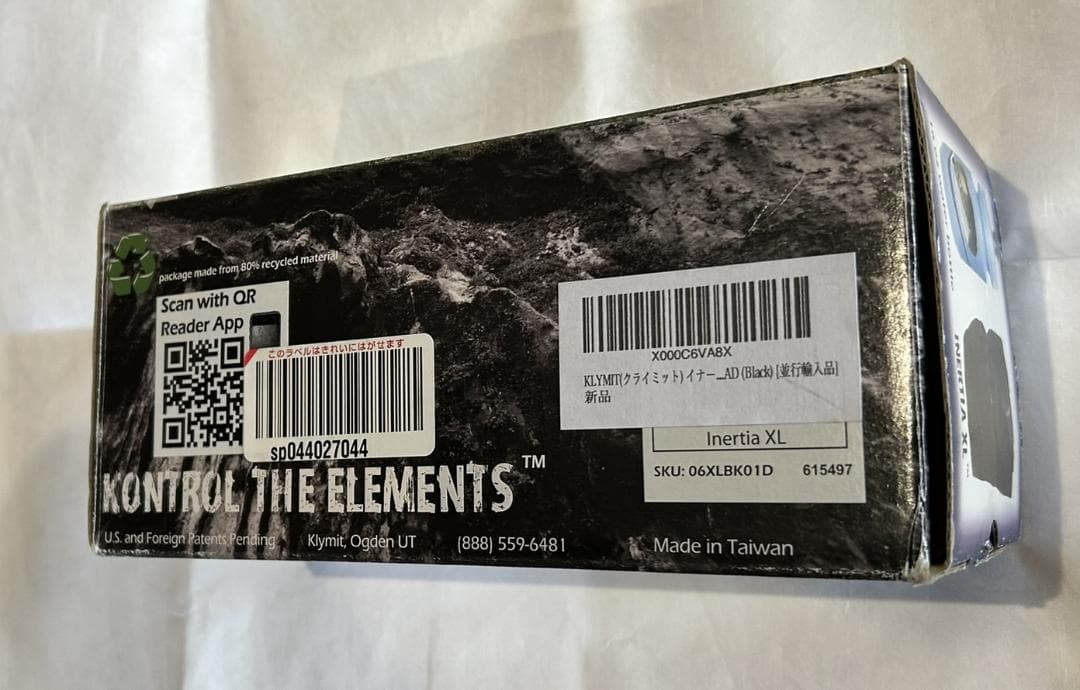 package made from 80% recycled material
Scan with QR
Reader App
このラベルはきれいにはがせます
sp044027044
X000C6VA8X
KLYMIT(クライミット) イナー...AD (Black) [並行輸入品]
新品
Inertia XL
SKU: 06XLBK01D 615497
KONTROL THE ELEMENTS™
U.S. and Foreign Patents Pending Klymit, Ogden UT (888) 559-6481 Made in Taiwan
INERTIA XL